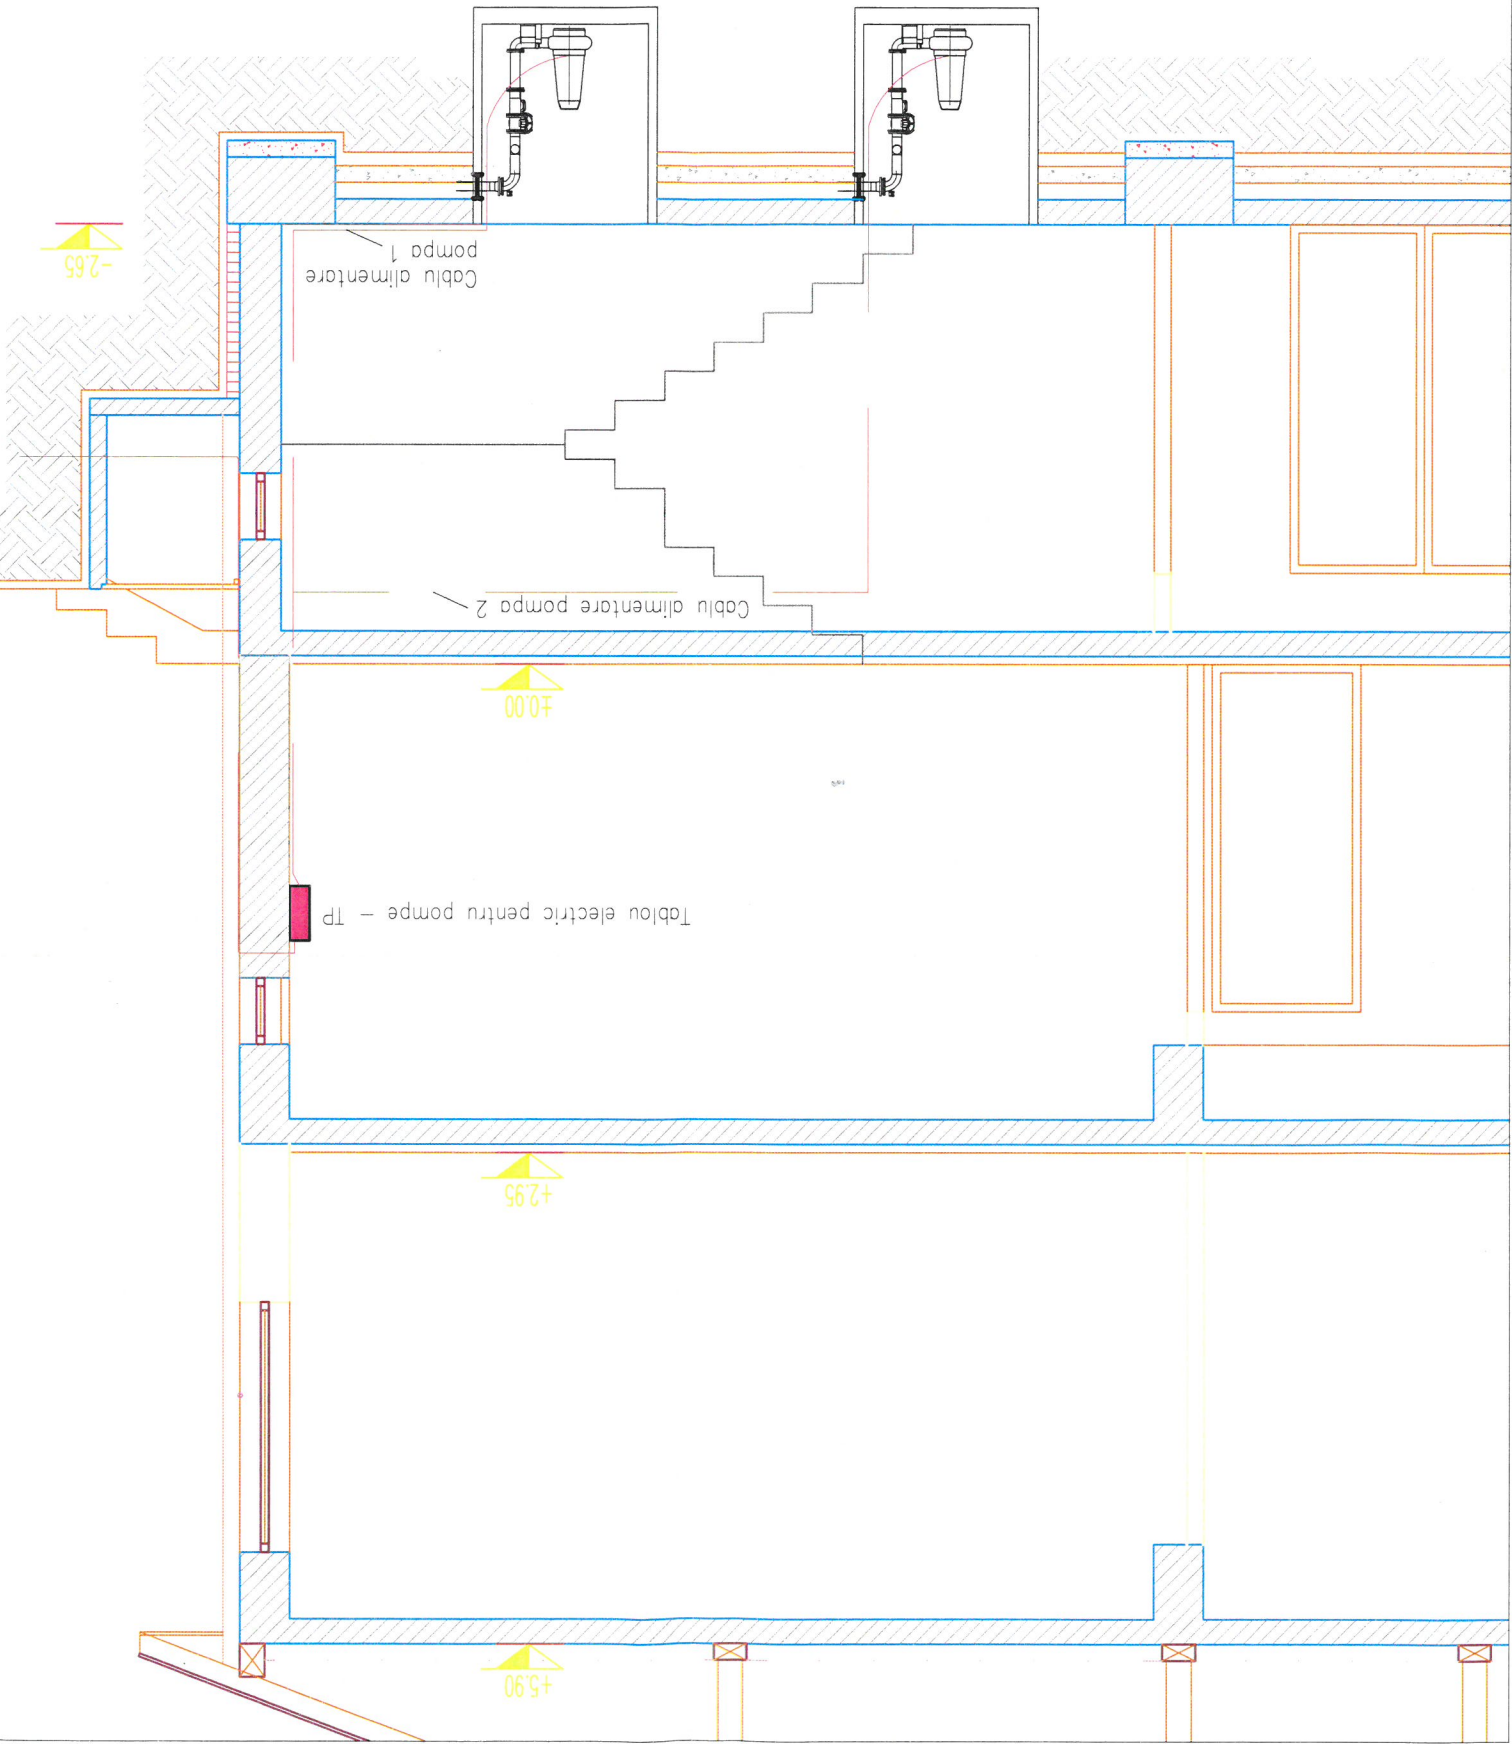 +5.90
+2.95
Tablou electric pentru pompe – TP
±0.00
Cablu alimentare pompa 2
Cablu alimentare
pompa 1
-2.65